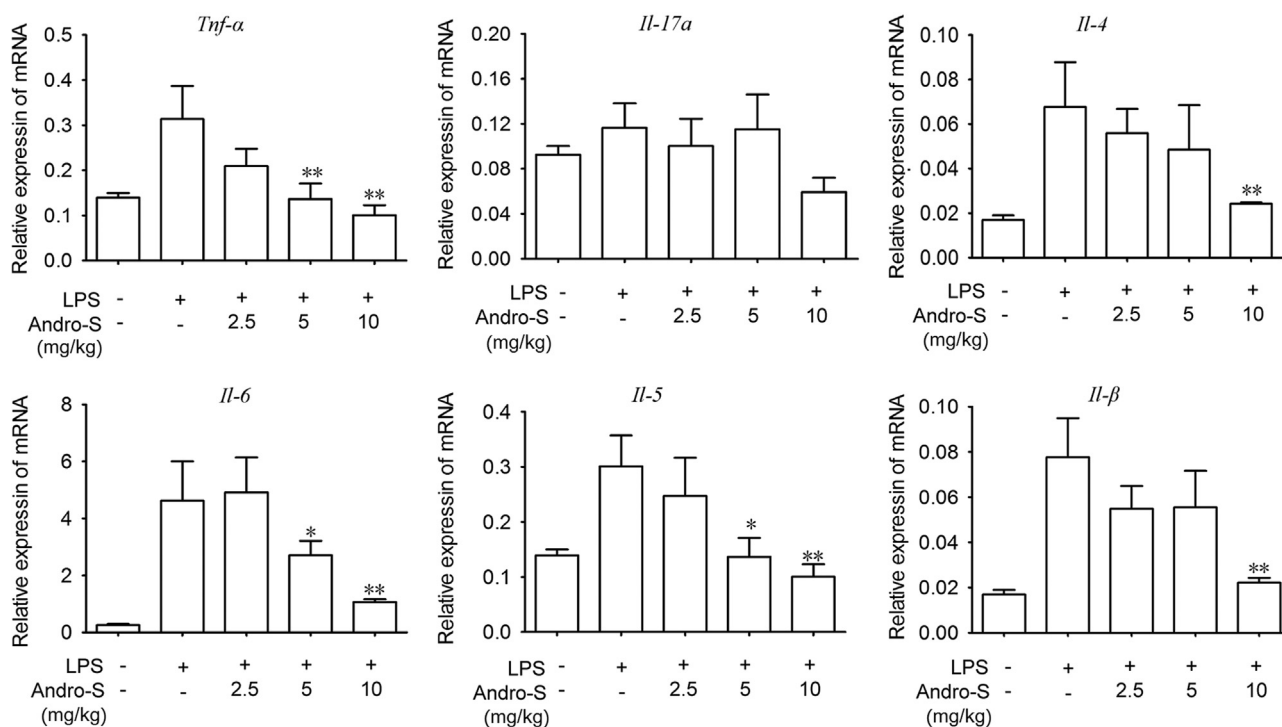 Tnf-α
Relative expressin of mRNA
0.5
0.4
0.3
0.2
0.1
0.0
**
**
LPS - + + + +
Andro-S - - 2.5 5 10
(mg/kg)
Il-17a
Relative expressin of mRNA
0.20
0.16
0.12
0.08
0.04
0.00
LPS - + + + +
Andro-S - - 2.5 5 10
(mg/kg)
Il-4
Relative expressin of mRNA
0.10
0.08
0.06
0.04
0.02
0.00
**
LPS - + + + +
Andro-S - - 2.5 5 10
(mg/kg)
Il-6
Relative expressin of mRNA
8
6
4
2
0
*
**
LPS - + + + +
Andro-S - - 2.5 5 10
(mg/kg)
Il-5
Relative expressin of mRNA
0.4
0.3
0.2
0.1
0.0
*
**
LPS - + + + +
Andro-S - - 2.5 5 10
(mg/kg)
Il-β
Relative expressin of mRNA
0.10
0.08
0.06
0.04
0.02
0.00
**
LPS - + + + +
Andro-S - - 2.5 5 10
(mg/kg)